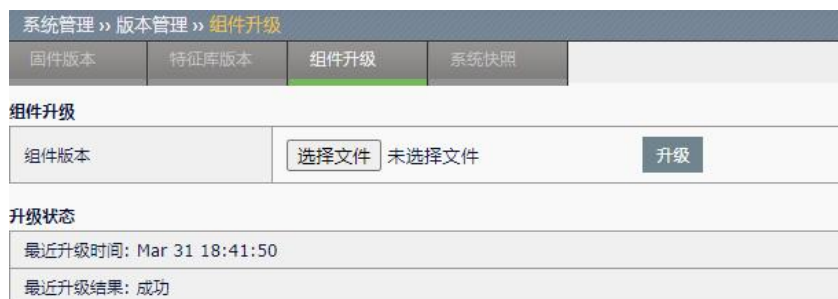 系统管理 ›› 版本管理 ›› 组件升级
固件版本 特征库版本 组件升级 系统快照
组件升级
组件版本 选择文件 未选择文件 升级
升级状态
最近升级时间: Mar 31 18:41:50
最近升级结果: 成功